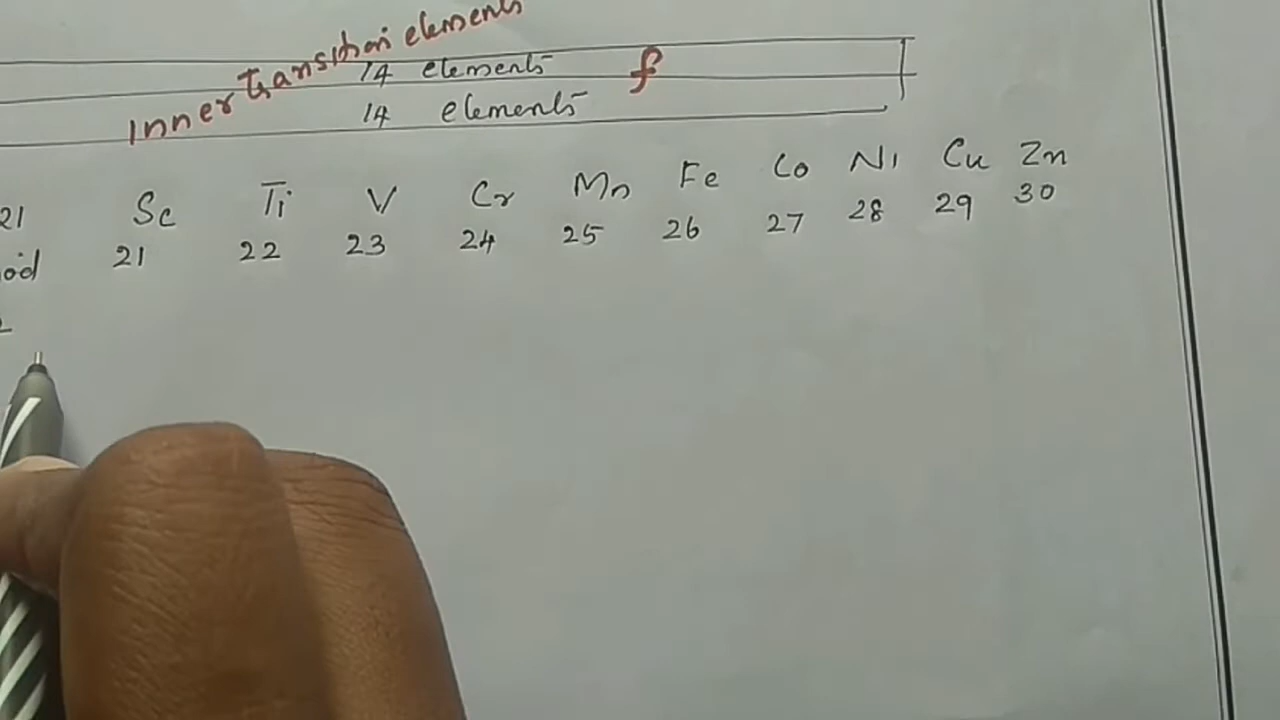 Inner transition elements
14 elements f
14 elements
21 Sc Ti V Cr Mn Fe Co Ni Cu Zn
21 22 23 24 25 26 27 28 29 30